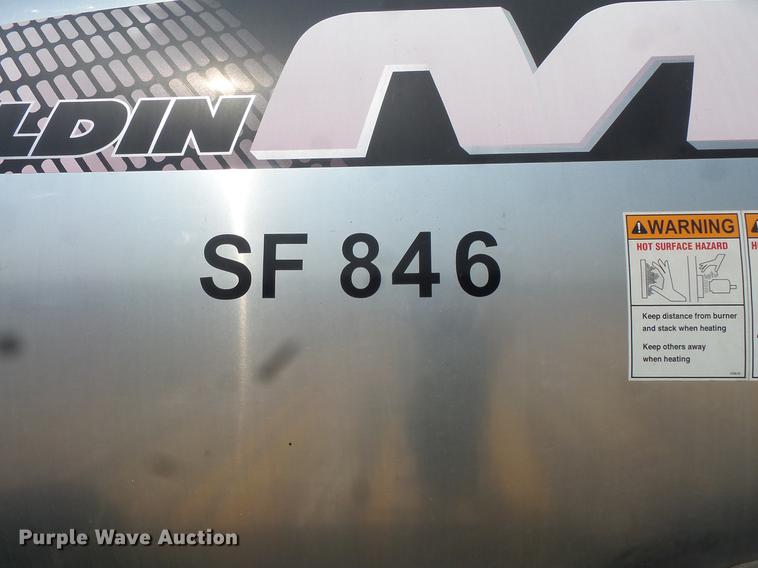 LDIN M
SF 846
WARNING
HOT SURFACE HAZARD
Keep distance from burner
and stack when heating
Keep others away
when heating
Purple Wave Auction